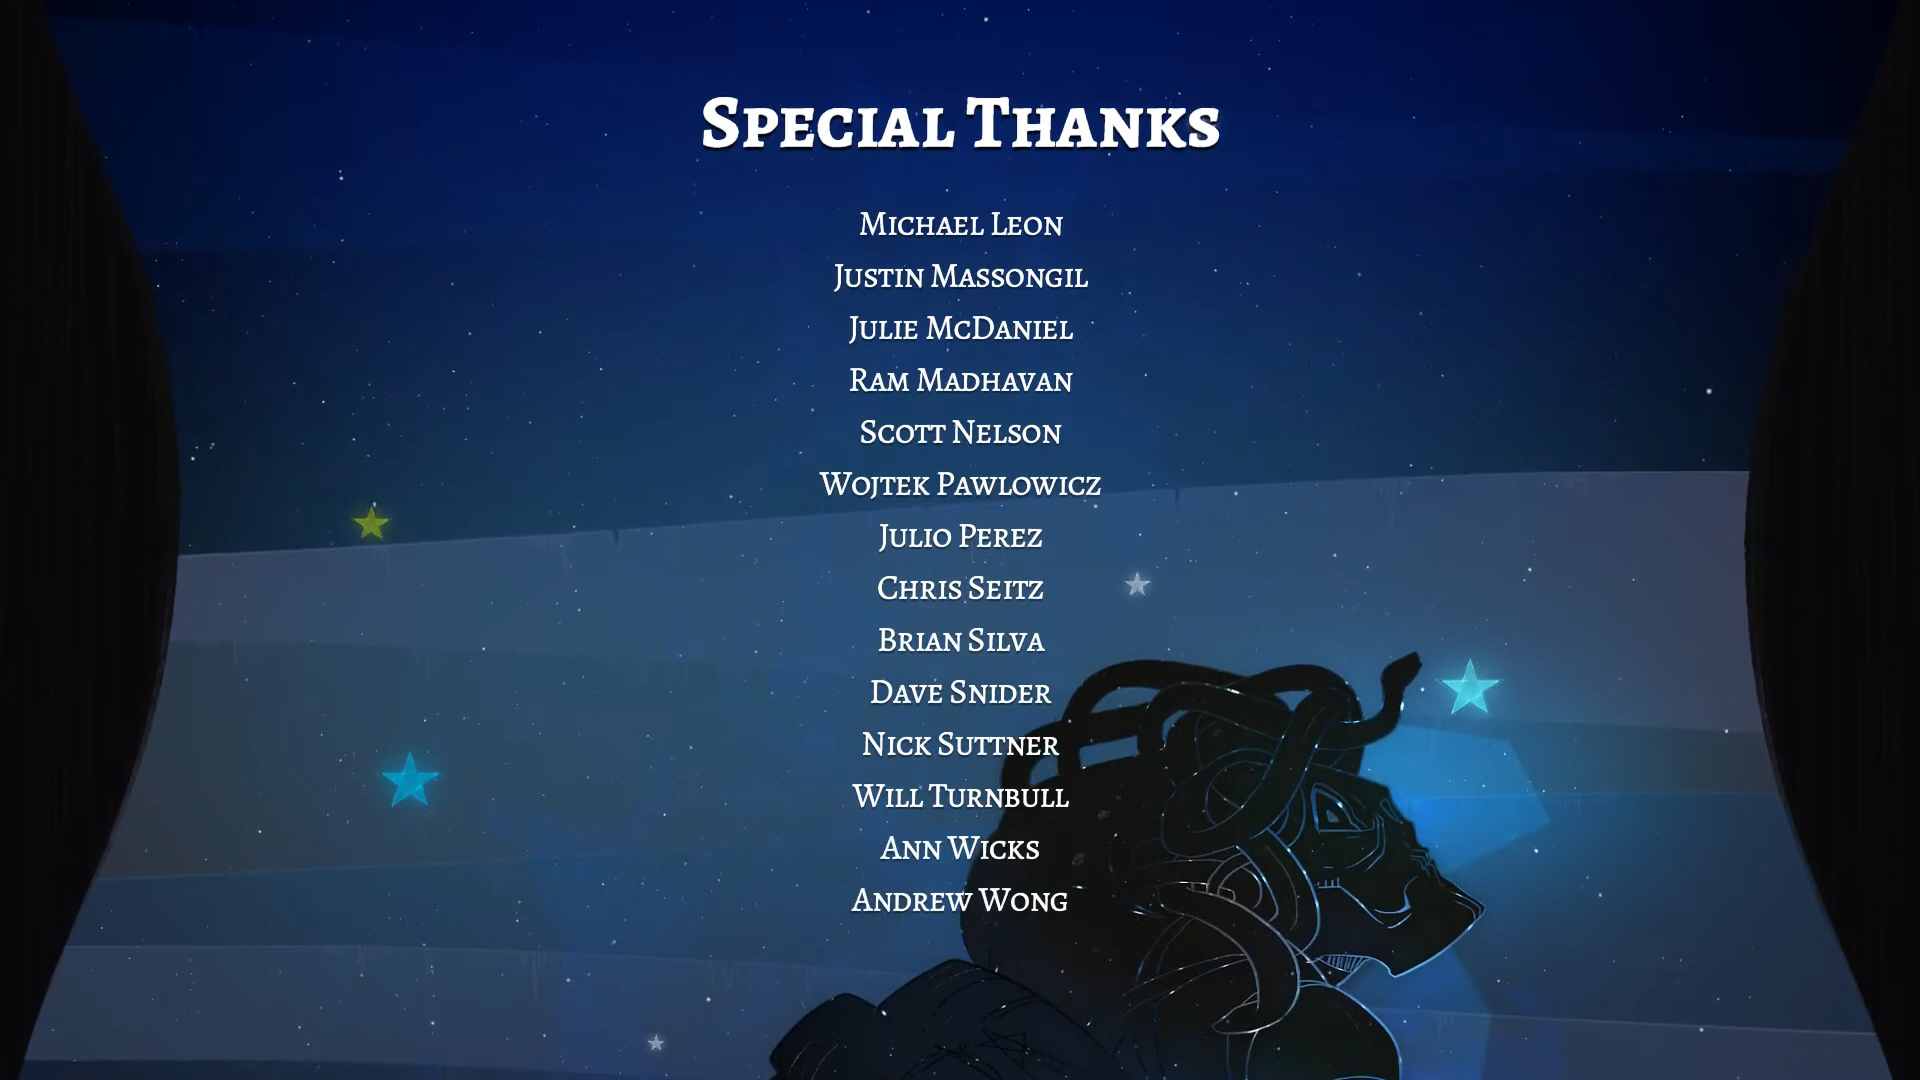 Special Thanks
Michael Leon
Justin Massongil
Julie McDaniel
Ram Madhavan
Scott Nelson
Wojtek Pawlowicz
Julio Perez
Chris Seitz
Brian Silva
Dave Snider
Nick Suttner
Will Turnbull
Ann Wicks
Andrew Wong